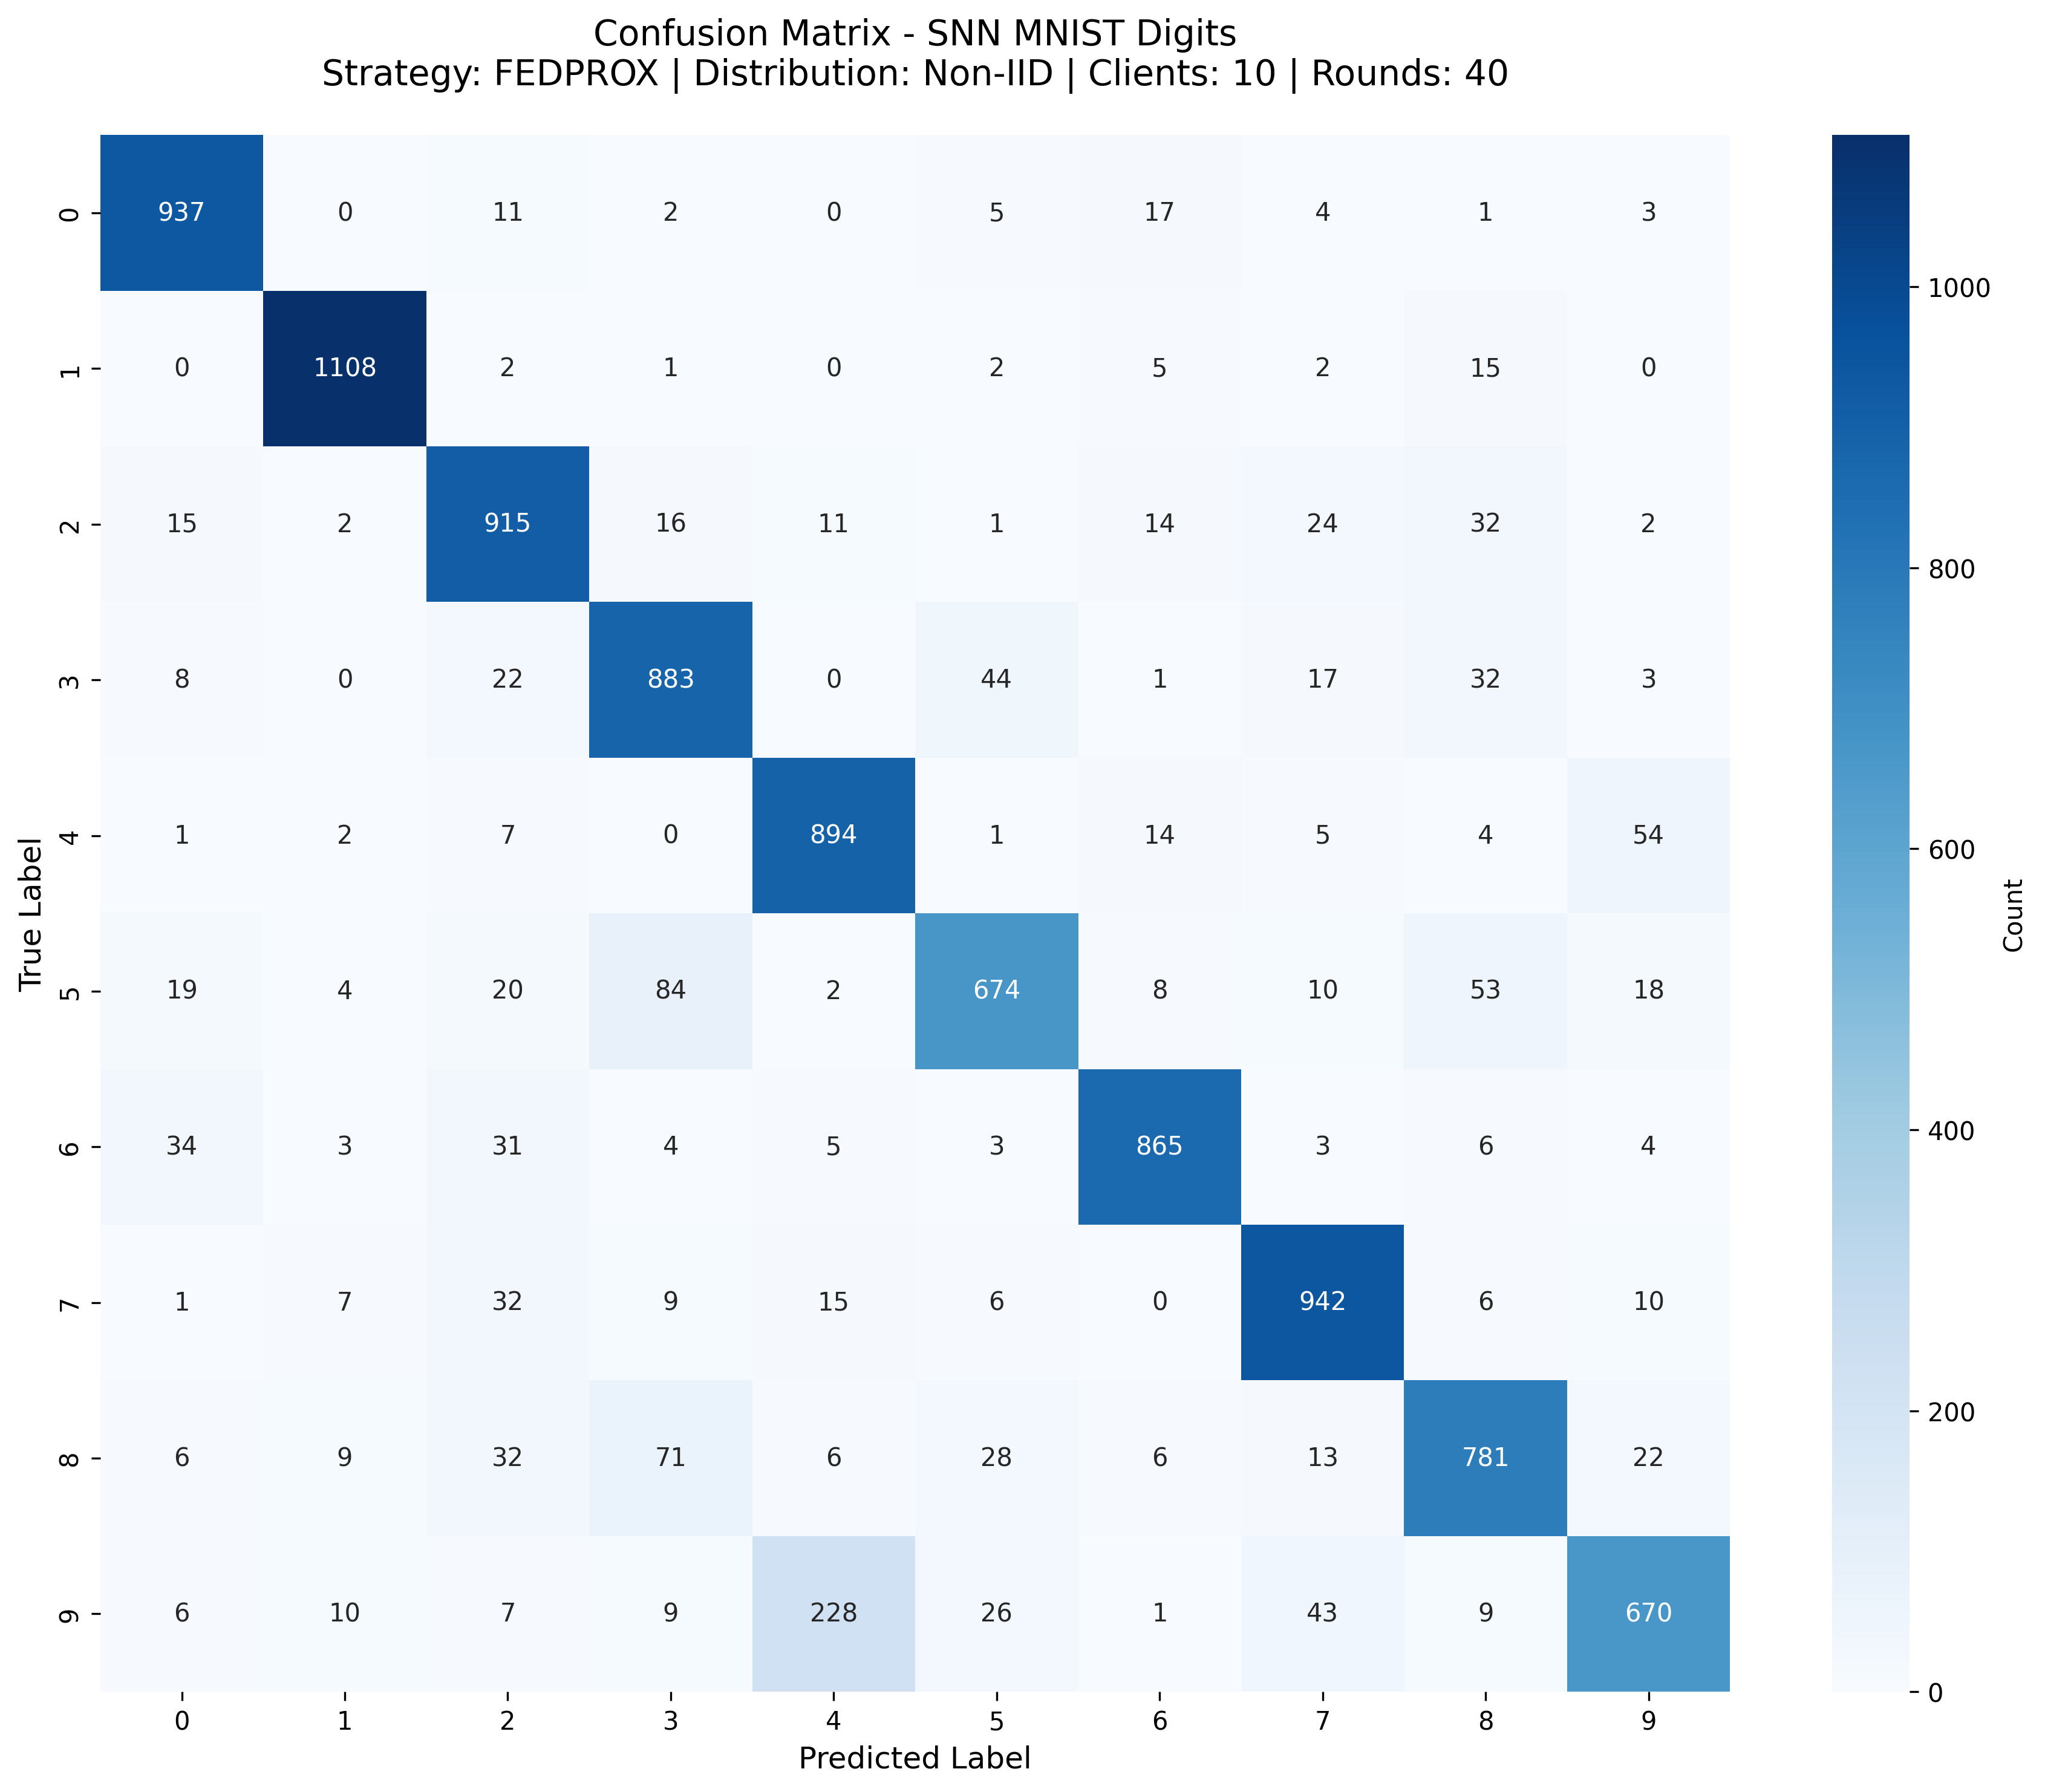 Confusion Matrix - SNN MNIST Digits
Strategy: FEDPROX | Distribution: Non-IID | Clients: 10 | Rounds: 40
0 937 0 11 2 0 5 17 4 1 3
1 0 1108 2 1 0 2 5 2 15 0
2 15 2 915 16 11 1 14 24 32 2
3 8 0 22 883 0 44 1 17 32 3
4 1 2 7 0 894 1 14 5 4 54
5 19 4 20 84 2 674 8 10 53 18
6 34 3 31 4 5 3 865 3 6 4
7 1 7 32 9 15 6 0 942 6 10
8 6 9 32 71 6 28 6 13 781 22
9 6 10 7 9 228 26 1 43 9 670
0 1 2 3 4 5 6 7 8 9
Predicted Label
True Label
1000
800
600
400
200
0
Count